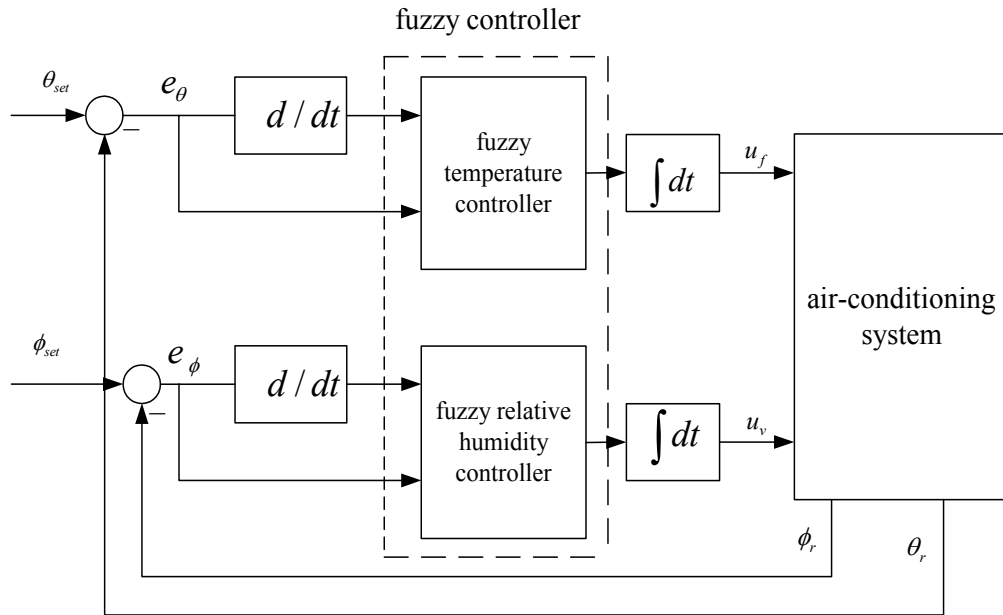 fuzzy controller
θset
eθ
d / dt
fuzzy
temperature
controller
∫dt
uf
air-conditioning
system
ϕset
eϕ
d / dt
fuzzy relative
humidity
controller
∫dt
uv
ϕr
θr